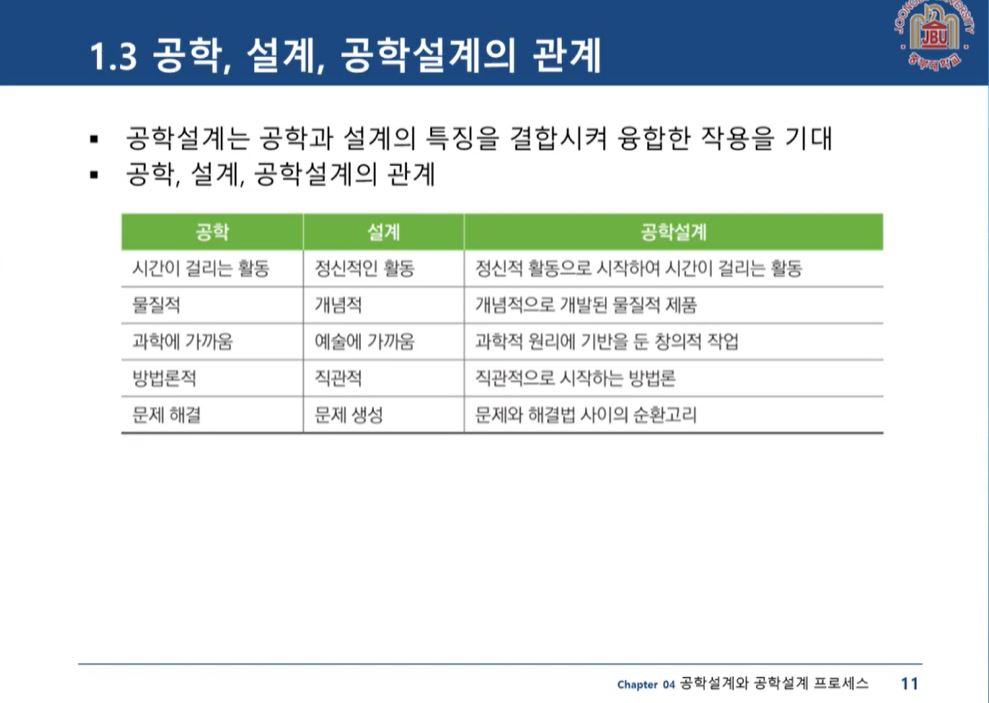 1.3 공학, 설계, 공학설계의 관계
JBU
중부대학교
▪ 공학설계는 공학과 설계의 특징을 결합시켜 융합한 작용을 기대
▪ 공학, 설계, 공학설계의 관계
공학 설계 공학설계
시간이 걸리는 활동 정신적인 활동 정신적 활동으로 시작하여 시간이 걸리는 활동
물질적 개념적 개념적으로 개발된 물질적 제품
과학에 가까움 예술에 가까움 과학적 원리에 기반을 둔 창의적 작업
방법론적 직관적 직관적으로 시작하는 방법론
문제 해결 문제 생성 문제와 해결법 사이의 순환고리
Chapter 04 공학설계와 공학설계 프로세스 11